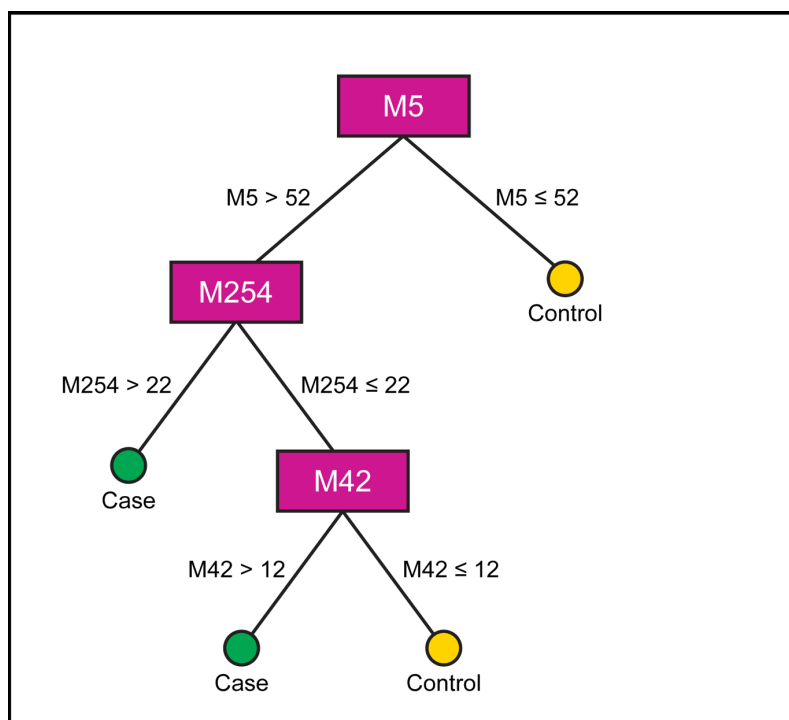 M5
M5 > 52
M5 ≤ 52
M254
Control
M254 > 22
M254 ≤ 22
Case
M42
M42 > 12
M42 ≤ 12
Case
Control